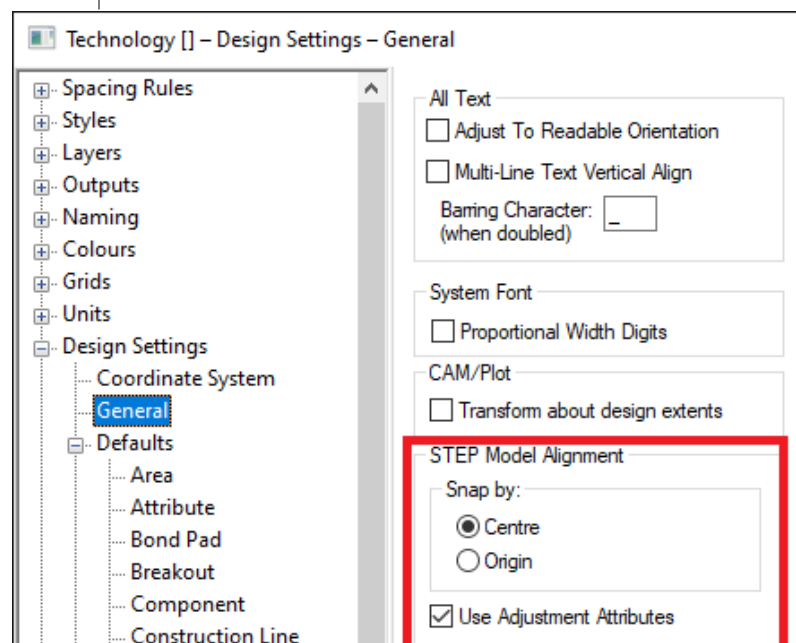 Technology [] – Design Settings – General
Spacing Rules
Styles
Layers
Outputs
Naming
Colours
Grids
Units
Design Settings
Coordinate System
General
Defaults
Area
Attribute
Bond Pad
Breakout
Component
Construction Line
All Text
Adjust To Readable Orientation
Multi-Line Text Vertical Align
Barring Character: _
(when doubled)
System Font
Proportional Width Digits
CAM/Plot
Transform about design extents
STEP Model Alignment
Snap by:
Centre
Origin
Use Adjustment Attributes